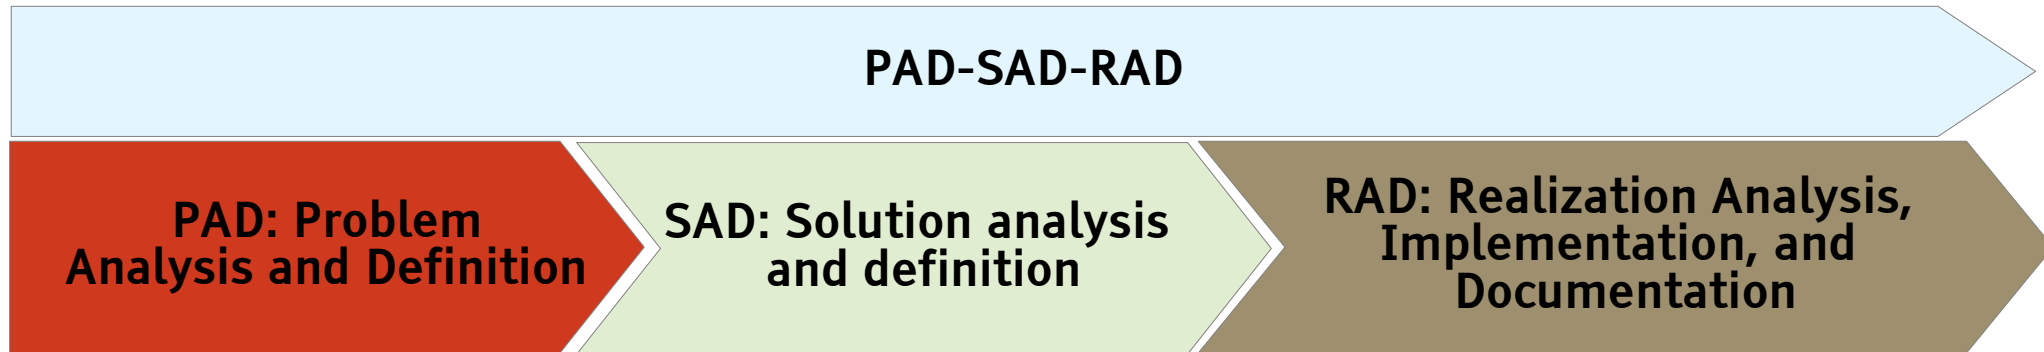 PAD-SAD-RAD
PAD: Problem
Analysis and Definition
SAD: Solution analysis
and definition
RAD: Realization Analysis,
Implementation, and
Documentation